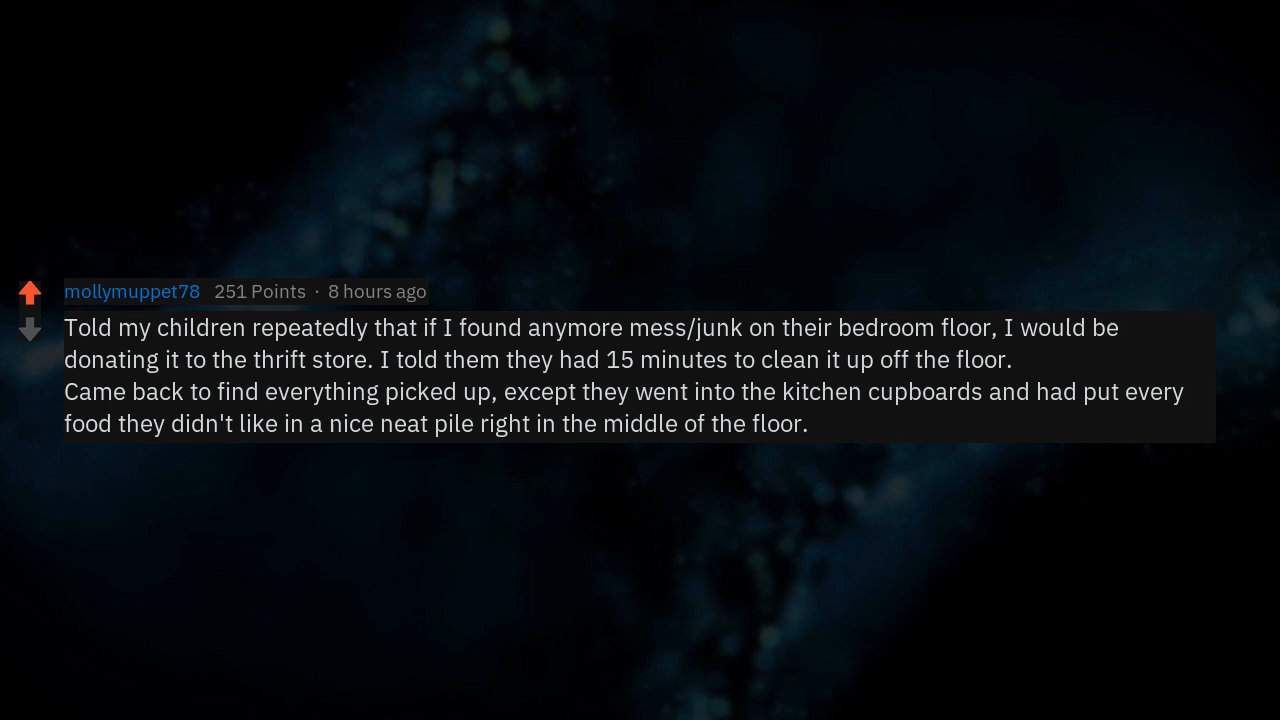 mollymuppet78 251 Points · 8 hours ago
Told my children repeatedly that if I found anymore mess/junk on their bedroom floor, I would be
donating it to the thrift store. I told them they had 15 minutes to clean it up off the floor.
Came back to find everything picked up, except they went into the kitchen cupboards and had put every
food they didn't like in a nice neat pile right in the middle of the floor.